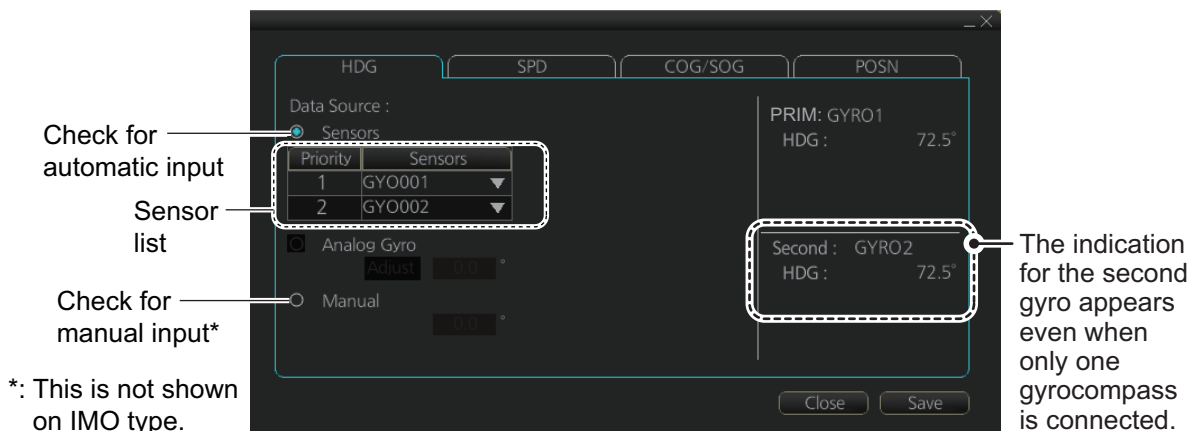 HDG SPD COG/SOG POSN
Data Source :
Sensors
Priority Sensors
1 GYO001
2 GYO002
Analog Gyro
Adjust 0.0 °
Manual
0.0 °
PRIM: GYRO1
HDG : 72.5°
Second : GYRO2
HDG : 72.5°
Close Save
Check for
automatic input
Sensor
list
Check for
manual input*
*: This is not shown
on IMO type.
The indication
for the second
gyro appears
even when
only one
gyrocompass
is connected.